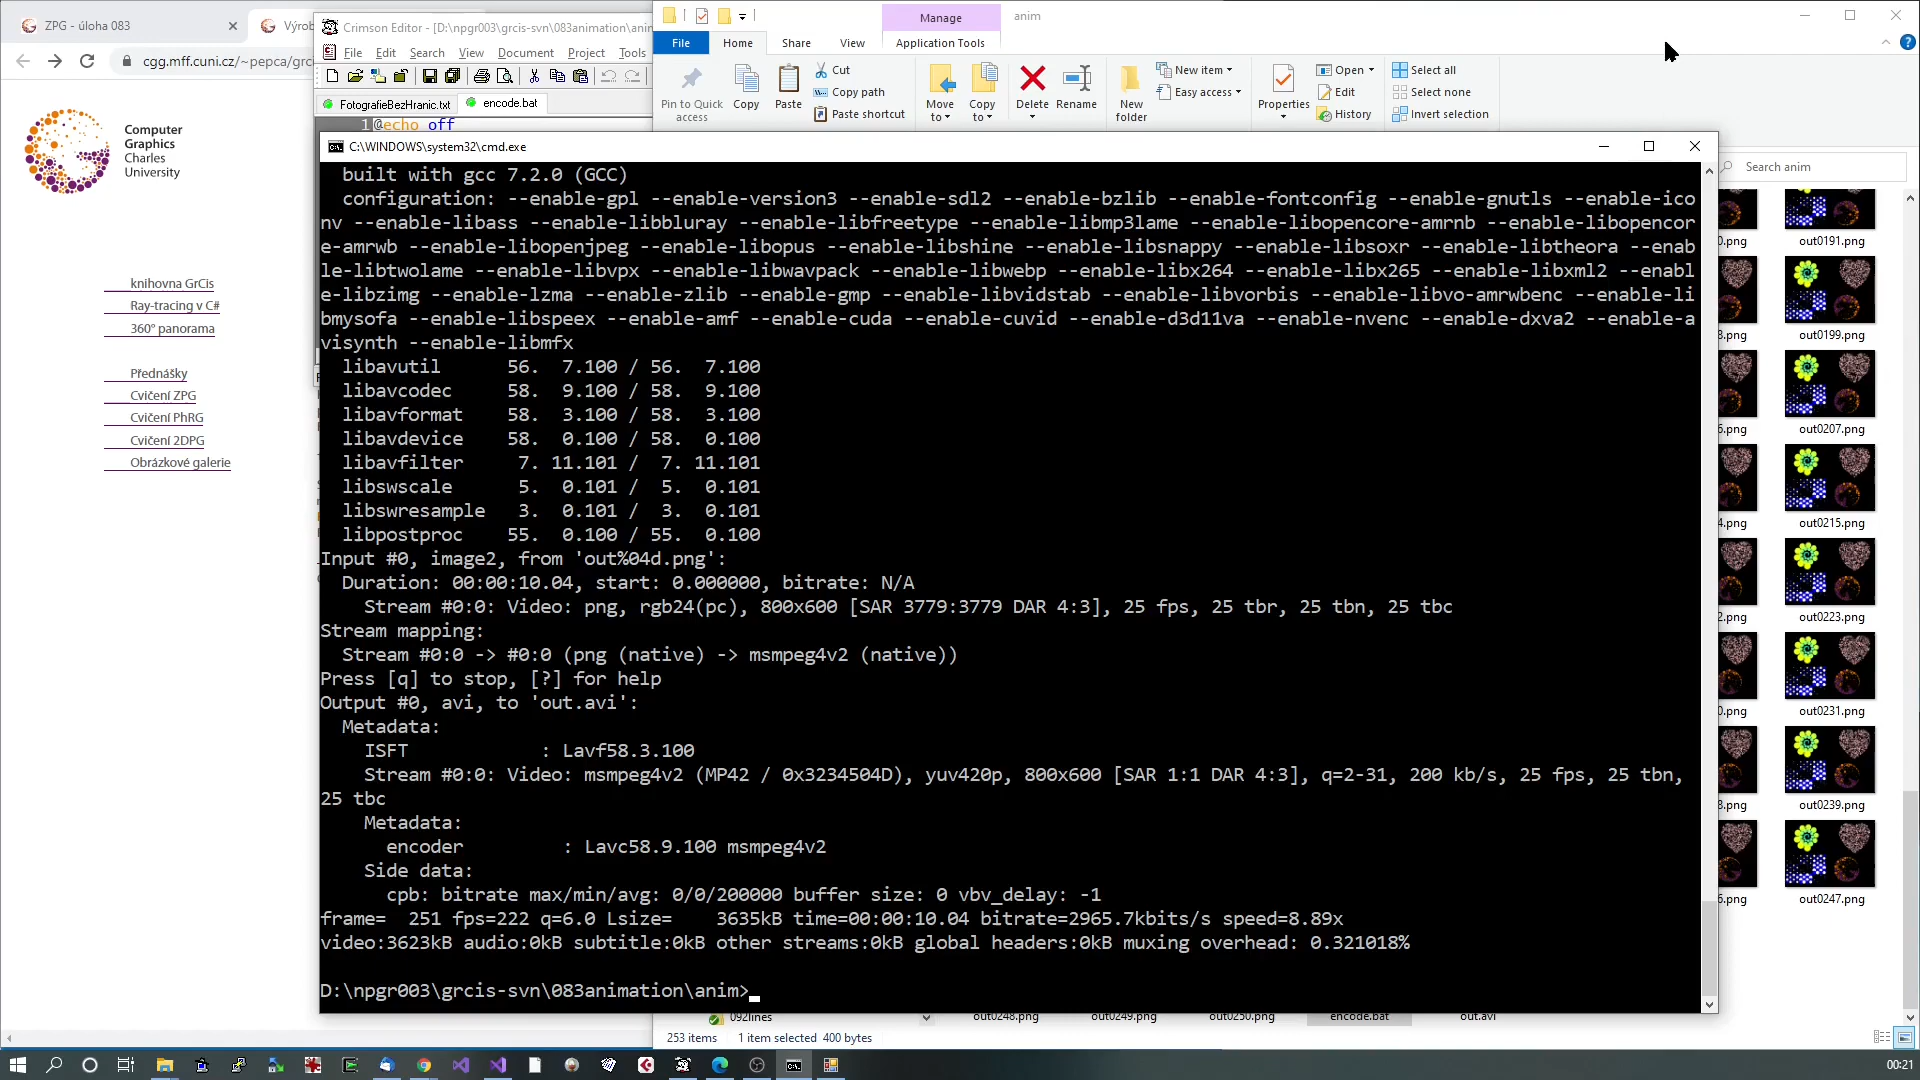 ZPG - úloha 083
Výrob
cgg.mff.cuni.cz/~pepca/grc
Computer
Graphics
Charles
University
knihovna GrCis
Ray-tracing v C#
360° panorama
Přednášky
Cvičení ZPG
Cvičení PhRG
Cvičení 2DPG
Obrázkové galerie
Crimson Editor - [D:\npgr003\grcis-svn\083animation\anim
File Edit Search View Document Project Tools
FotografieBezHranic.txt encode.bat
1 @echo off
Manage anim
File Home Share View Application Tools
Pin to Quick
access
Copy
Paste
Cut
Copy path
Paste shortcut
Move
to
Copy
to
Delete
Rename
New
folder
New item
Easy access
Properties
Open
Edit
History
Select all
Select none
Invert selection
Search anim
C:\WINDOWS\system32\cmd.exe
built with gcc 7.2.0 (GCC)
configuration: --enable-gpl --enable-version3 --enable-sdl2 --enable-bzlib --enable-fontconfig --enable-gnutls --enable-ico
nv --enable-libass --enable-libbluray --enable-libfreetype --enable-libmp3lame --enable-libopencore-amrnb --enable-libopencor
e-amrwb --enable-libopenjpeg --enable-libopus --enable-libshine --enable-libsnappy --enable-libsoxr --enable-libtheora --enab
le-libtwolame --enable-libvpx --enable-libwavpack --enable-libwebp --enable-libx264 --enable-libx265 --enable-libxml2 --enabl
e-libzimg --enable-lzma --enable-zlib --enable-gmp --enable-libvidstab --enable-libvorbis --enable-libvo-amrwbenc --enable-li
bmysofa --enable-libspeex --enable-amf --enable-cuda --enable-cuvid --enable-d3d11va --enable-nvenc --enable-dxva2 --enable-a
visynth --enable-libmfx
libavutil 56. 7.100 / 56. 7.100
libavcodec 58. 9.100 / 58. 9.100
libavformat 58. 3.100 / 58. 3.100
libavdevice 58. 0.100 / 58. 0.100
libavfilter 7. 11.101 / 7. 11.101
libswscale 5. 0.101 / 5. 0.101
libswresample 3. 0.101 / 3. 0.101
libpostproc 55. 0.100 / 55. 0.100
Input #0, image2, from 'out%04d.png':
Duration: 00:00:10.04, start: 0.000000, bitrate: N/A
Stream #0:0: Video: png, rgb24(pc), 800x600 [SAR 3779:3779 DAR 4:3], 25 fps, 25 tbr, 25 tbn, 25 tbc
Stream mapping:
Stream #0:0 -> #0:0 (png (native) -> msmpeg4v2 (native))
Press [q] to stop, [?] for help
Output #0, avi, to 'out.avi':
Metadata:
ISFT : Lavf58.3.100
Stream #0:0: Video: msmpeg4v2 (MP42 / 0x3234504D), yuv420p, 800x600 [SAR 1:1 DAR 4:3], q=2-31, 200 kb/s, 25 fps, 25 tbn,
25 tbc
Metadata:
encoder : Lavc58.9.100 msmpeg4v2
Side data:
cpb: bitrate max/min/avg: 0/0/200000 buffer size: 0 vbv_delay: -1
frame= 251 fps=222 q=6.0 Lsize= 3635kB time=00:00:10.04 bitrate=2965.7kbits/s speed=8.89x
video:3623kB audio:0kB subtitle:0kB other streams:0kB global headers:0kB muxing overhead: 0.321018%
D:\npgr003\grcis-svn\083animation\anim>
0.png out0191.png
8.png out0199.png
6.png out0207.png
4.png out0215.png
2.png out0223.png
0.png out0231.png
8.png out0239.png
6.png out0247.png
092lines out0248.png out0249.png out0250.png encode.bat out.avi
253 items 1 item selected 400 bytes
00:21